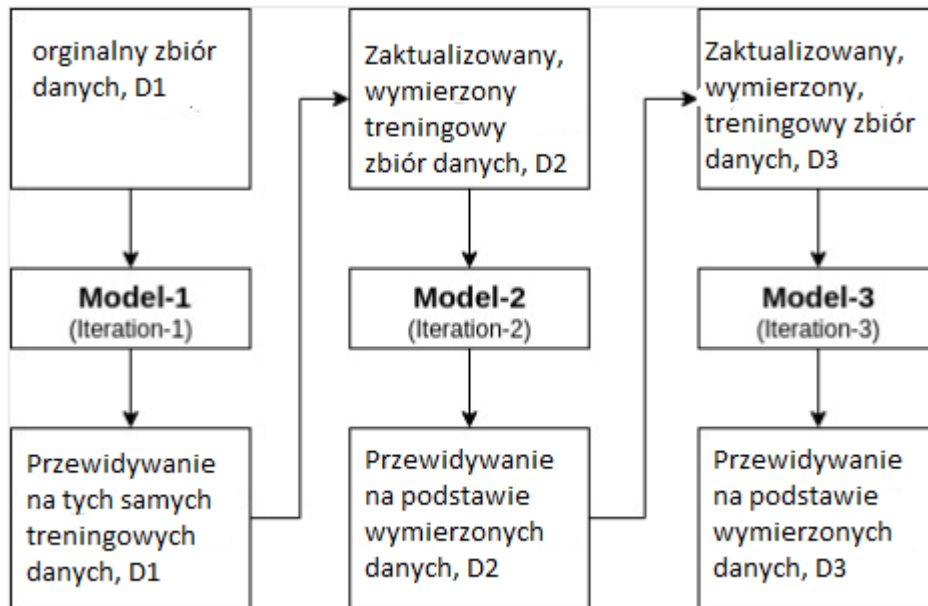 orginalny zbiór
danych, D1
Zaktualizowany,
wymierzony
treningowy
zbiór danych, D2
Zaktualizowany,
wymierzony,
treningowy zbiór
danych, D3
Model-1
(Iteration-1)
Model-2
(Iteration-2)
Model-3
(Iteration-3)
Przewidywanie
na tych samych
treningowych
danych, D1
Przewidywanie
na podstawie
wymierzonych
danych, D2
Przewidywanie
na podstawie
wymierzonych
danych, D3